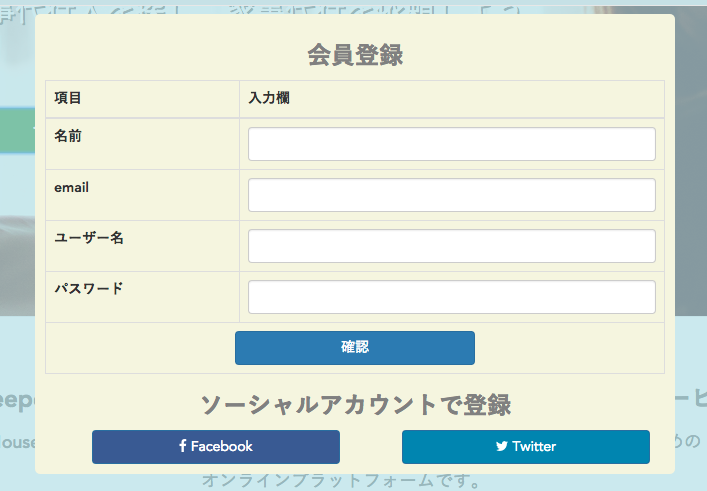 会員登録
項目 入力欄
名前
email
ユーザー名
パスワード
確認
ソーシャルアカウントで登録
Facebook
Twitter
オンラインプラットフォームです。